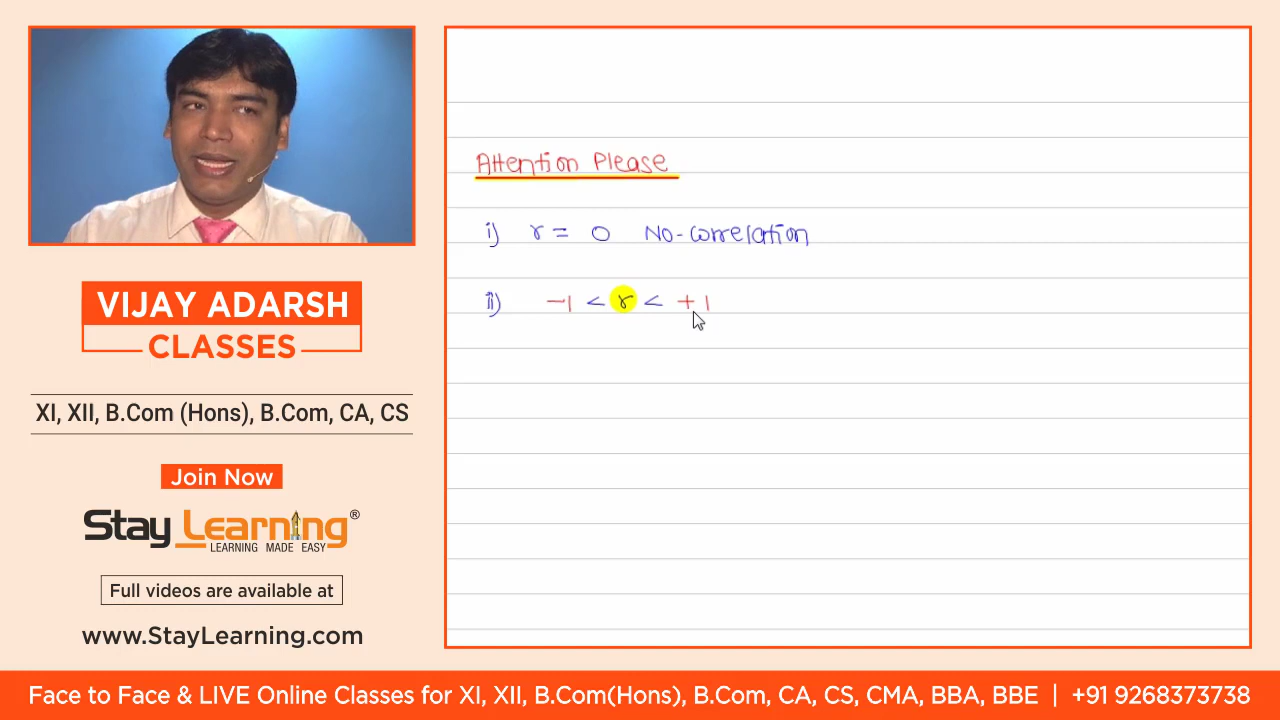 VIJAY ADARSH
CLASSES
XI, XII, B.Com (Hons), B.Com, CA, CS
Join Now
Stay Learning®
LEARNING MADE EASY
Full videos are available at
www.StayLearning.com
Attention Please
i) r = 0 No-correlation
ii) -1 < r < +1
Face to Face & LIVE Online Classes for XI, XII, B.Com(Hons), B.Com, CA, CS, CMA, BBA, BBE | +91 9268373738